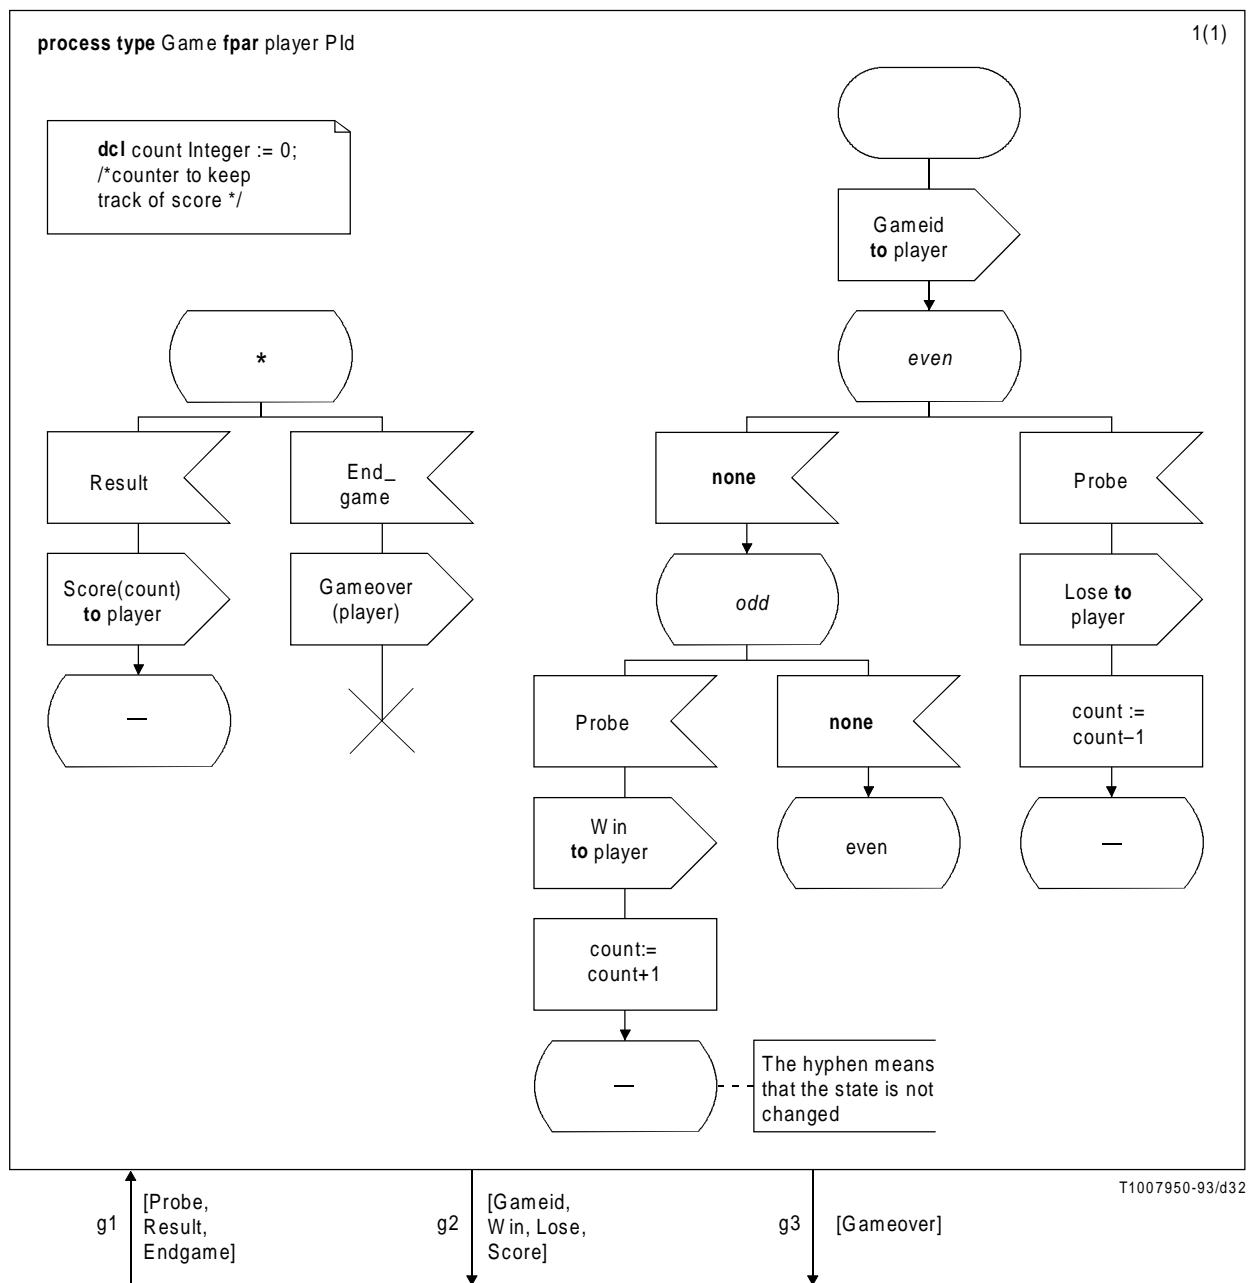 process type Game fpar player PId
1(1)
dcl count Integer := 0;
/*counter to keep
track of score */
Gameid
to player
*
even
Result
End_
game
none
Probe
Score(count)
to player
Gameover
(player)
odd
Lose to
player
—
Probe
none
count :=
count–1
Win
to player
even
—
count:=
count+1
—
The hyphen means
that the state is not
changed
T1007950-93/d32
g1
[Probe,
Result,
Endgame]
g2
[Gameid,
Win, Lose,
Score]
g3
[Gameover]